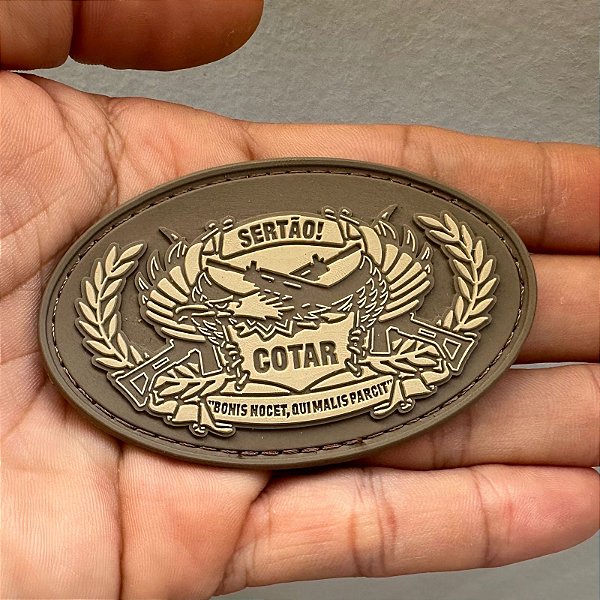 SERTÃO!
COTAR
"BONIS NOCET, QUI MALIS PARCIT"